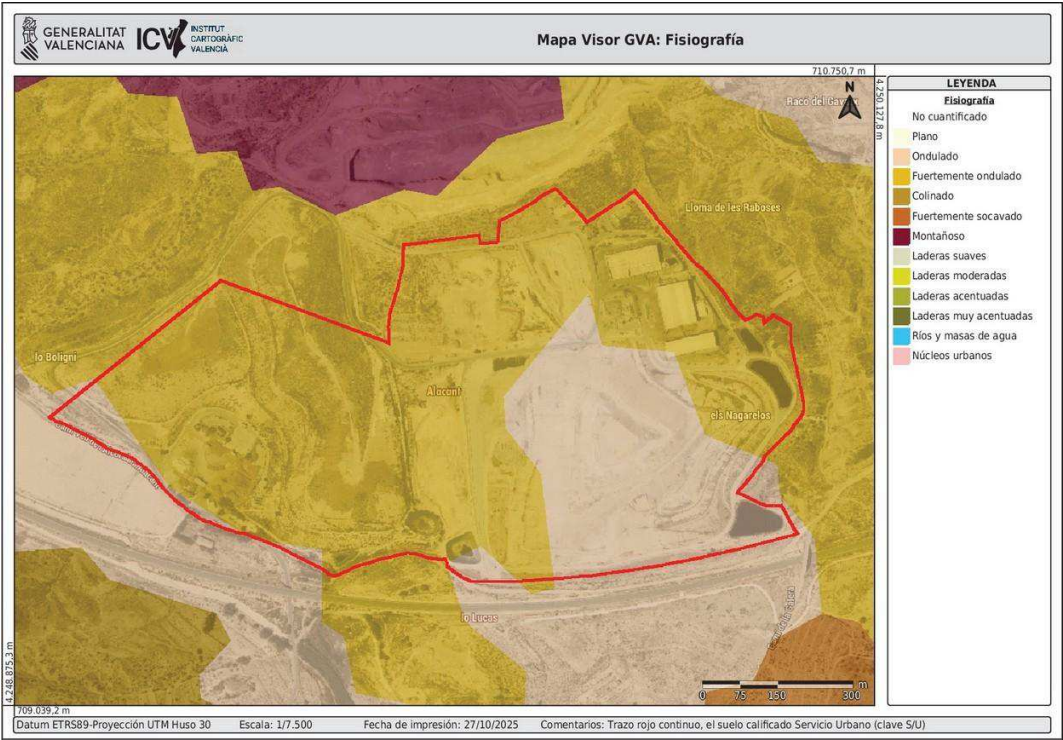 GENERALITAT
VALENCIANA
ICV
INSTITUT
CARTOGRÀFIC
VALENCIÀ
Mapa Visor GVA: Fisiografía
710.750,7 m
4.250.127,8 m
N
Racó del
Lloma de les Raboses
lo Boligni
Alacant
els Nagarelos
lo Lucas
m
0 75 150 300
4.248.875,3 m
709.039,2 m
LEYENDA
Fisiografía
No cuantificado
Plano
Ondulado
Fuertemente ondulado
Colinado
Fuertemente socavado
Montañoso
Laderas suaves
Laderas moderadas
Laderas acentuadas
Laderas muy acentuadas
Ríos y masas de agua
Núcleos urbanos
Datum ETRS89-Proyección UTM Huso 30 Escala: 1/7.500 Fecha de impresión: 27/10/2025 Comentarios: Trazo rojo continuo, el suelo calificado Servicio Urbano (clave S/U)